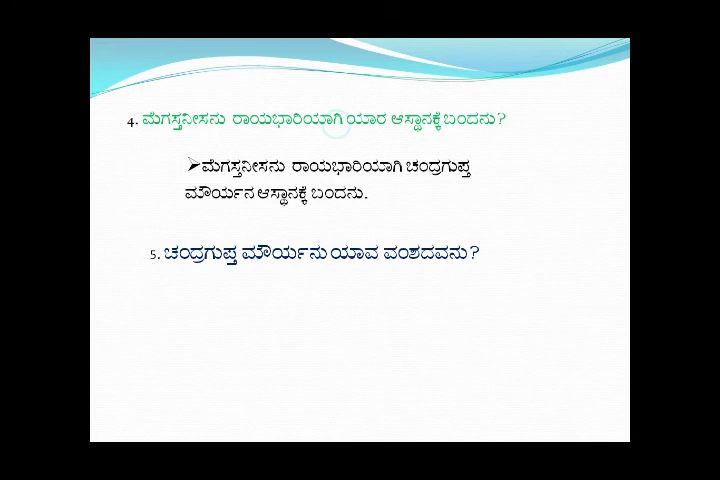 4. ಮೆಗಸ್ತನೀಸನು ರಾಯಭಾರಿಯಾಗಿ ಯಾರ ಆಸ್ಥಾನಕ್ಕೆ ಬಂದನು?
➢ಮೆಗಸ್ತನೀಸನು ರಾಯಭಾರಿಯಾಗಿ ಚಂದ್ರಗುಪ್ತ
ಮೌರ್ಯನ ಆಸ್ಥಾನಕ್ಕೆ ಬಂದನು.
5. ಚಂದ್ರಗುಪ್ತ ಮೌರ್ಯನು ಯಾವ ವಂಶದವನು?